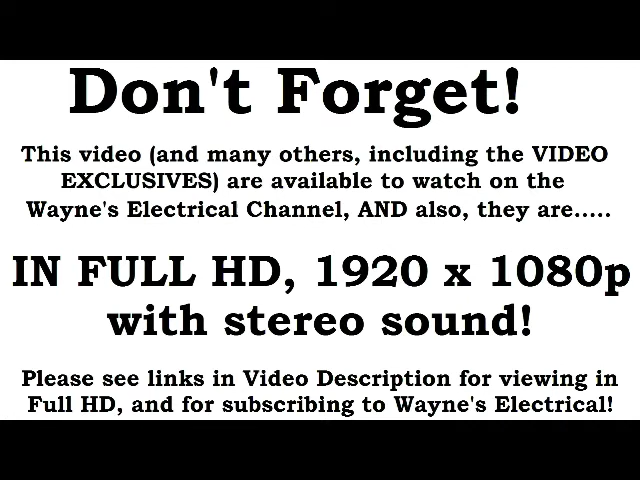 Don't Forget!
This video (and many others, including the VIDEO
EXCLUSIVES) are available to watch on the
Wayne's Electrical Channel, AND also, they are.....
IN FULL HD, 1920 x 1080p
with stereo sound!
Please see links in Video Description for viewing in
Full HD, and for subscribing to Wayne's Electrical!